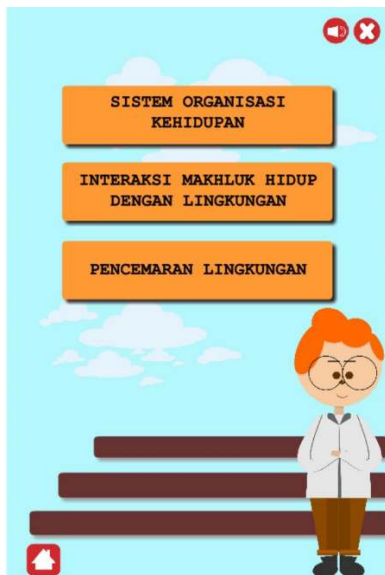 SISTEM ORGANISASI
KEHIDUPAN
INTERAKSI MAKHLUK HIDUP
DENGAN LINGKUNGAN
PENCEMARAN LINGKUNGAN